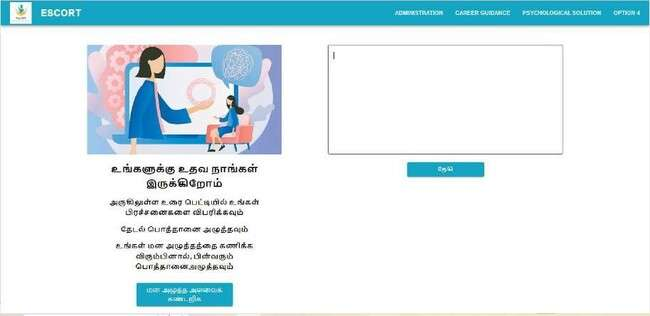 ESCORT
ADMINISTRATION
CAREER GUIDANCE
PSYCHOLOGICAL SOLUTION
OPTION 4
உங்களுக்கு உதவ நாங்கள்
இருக்கிறோம்
அருகிலுள்ள உரை பெட்டியில் உங்கள்
பிரச்சனைகளை விபரிக்கவும்
தேடல் பொத்தானை அழுத்தவும்
உங்கள் மன அழுத்தத்தை கணிக்க
விரும்பினால், பின்வரும்
பொத்தானைஅழுத்தவும்
மன அழுத்த அளவைக்
கண்டறிக
தேடு